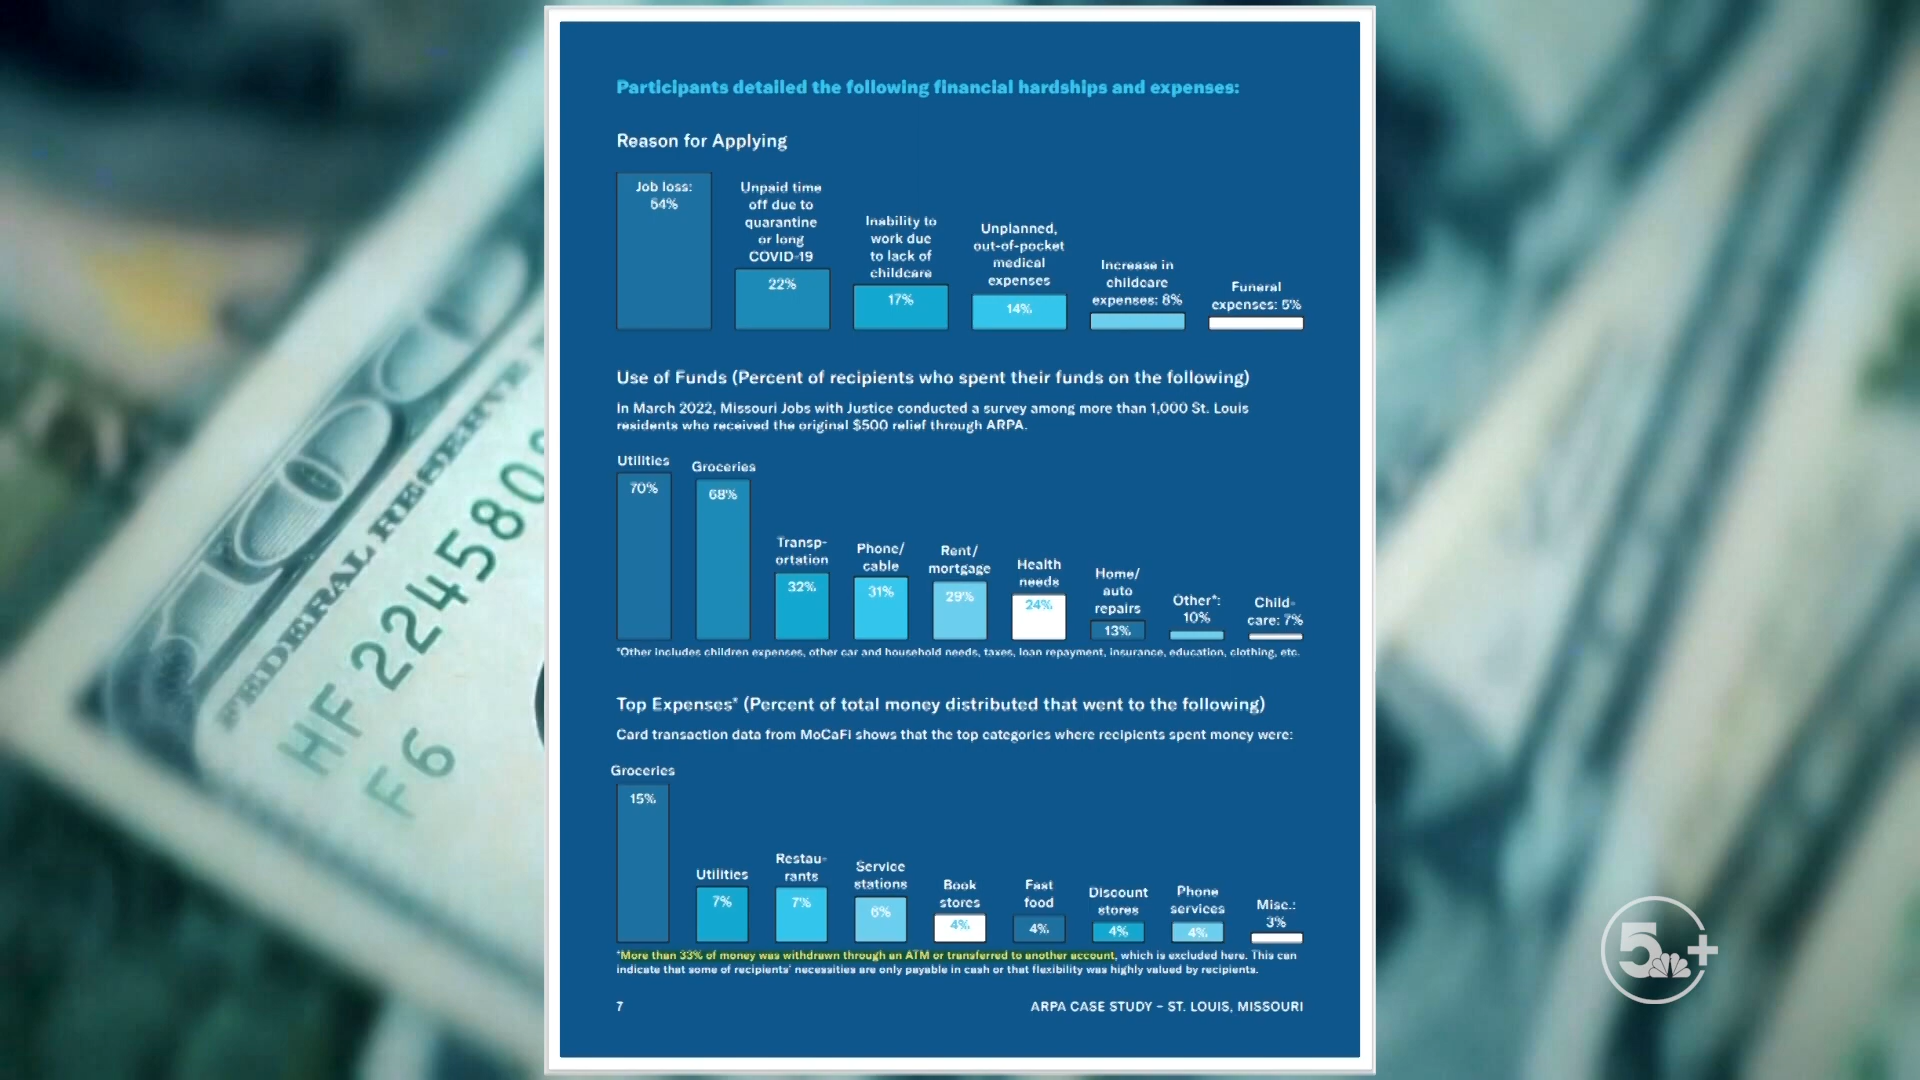 Participants detailed the following financial hardships and expenses:
Reason for Applying
Job loss:
54%
Unpaid time
off due to
quarantine
or long
COVID-19
22%
Inability to
work due
to lack of
childcare
17%
Unplanned,
out-of-pocket
medical
expenses
14%
Increase in
childcare
expenses: 8%
Funeral
expenses: 5%
Use of Funds (Percent of recipients who spent their funds on the following)
In March 2022, Missouri Jobs with Justice conducted a survey among more than 1,000 St. Louis
residents who received the original $500 relief through ARPA.
Utilities
70%
Groceries
68%
Transp-
ortation
32%
Phone/
cable
31%
Rent/
mortgage
29%
Health
needs
24%
Home/
auto
repairs
13%
Other*:
10%
Child-
care: 7%
*Other includes children expenses, other car and household needs, taxes, loan repayment, insurance, education, clothing, etc.
Top Expenses* (Percent of total money distributed that went to the following)
Card transaction data from MoCaFi shows that the top categories where recipients spent money were:
Groceries
15%
Utilities
7%
Restau-
rants
7%
Service
stations
6%
Book
stores
4%
Fast
food
4%
Discount
stores
4%
Phone
services
4%
Misc.:
3%
*More than 33% of money was withdrawn through an ATM or transferred to another account, which is excluded here. This can
indicate that some of recipients' necessities are only payable in cash or that flexibility was highly valued by recipients.
7
ARPA CASE STUDY – ST. LOUIS, MISSOURI
FEDERAL RESERVE
HF 224580
F6
5+